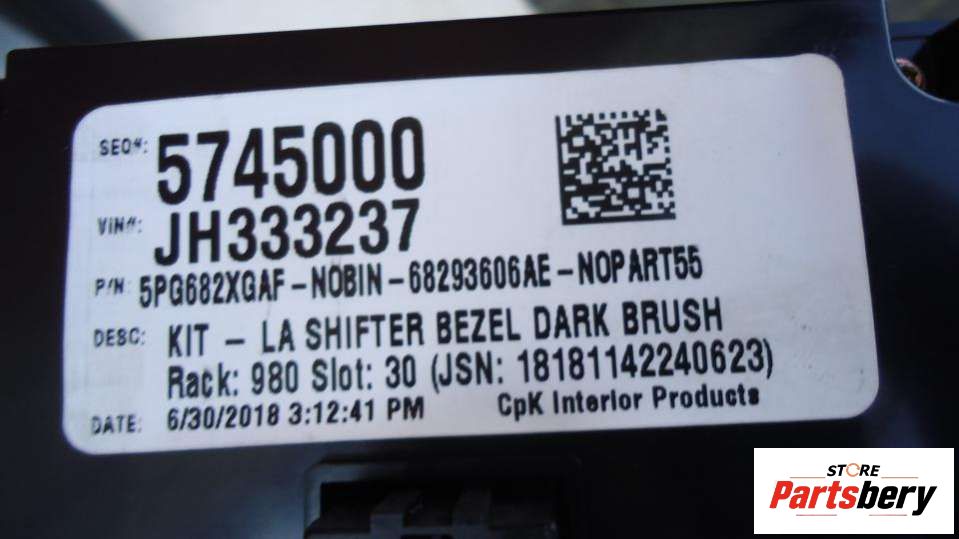 SEQ#: 5745000
VIN#: JH333237
P/N: 5PG682XGAF-NOBIN-68293606AE-NOPART55
DESC: KIT - LA SHIFTER BEZEL DARK BRUSH
Rack: 980 Slot: 30 (JSN: 18181142240623)
DATE: 6/30/2018 3:12:41 PM CpK Interior Products
STORE
Partsbery